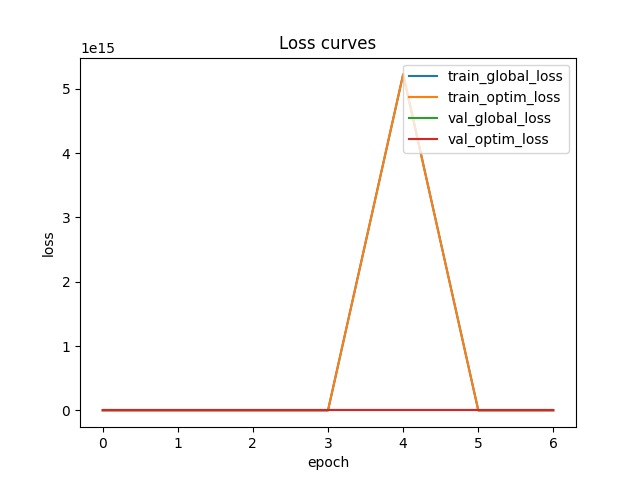 Loss curves
1e15
train_global_loss
train_optim_loss
val_global_loss
val_optim_loss
5
4
3
2
1
0
loss
0 1 2 3 4 5 6
epoch